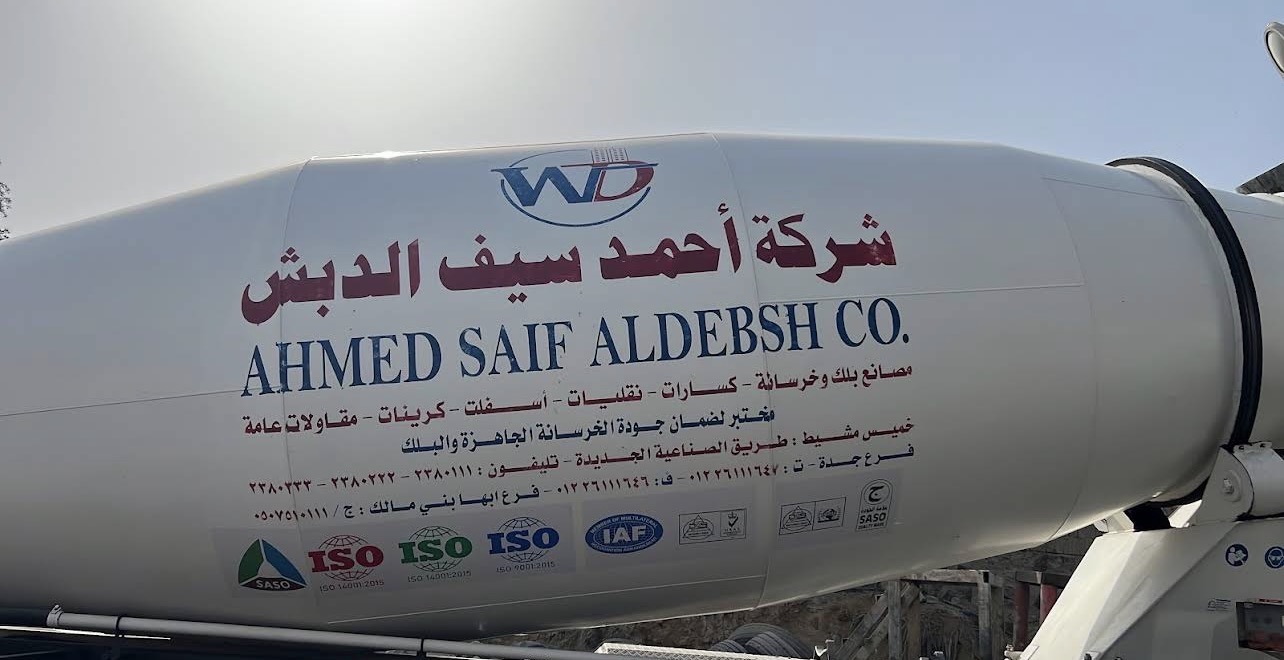 WD
شركة أحمد سيف الدبش
AHMED SAIF ALDEBSH CO.
مصانع بلك وخرسانة - كسارات - نقليات - أسفلت - كرينات - مقاولات عامة
مختبر لضمان جودة الخرسانة الجاهزة والبلك
خميس مشيط : طريق الصناعية الجديدة - تليفون : ٢٣٨٠١١١ - ٢٣٨٠٢٢٢ - ٢٣٨٠٣٣٣
فرع جدة - ت : ٠١٢٢٦١١١٦٤٧ - ف : ٠١٢٢٦١١١٦٤٦ - فرع ابها بني مالك : ج / ٠٥٠٧٥١٠١١١
SASO
ISO
ISO 14001:2015
ISO
ISO 14001:2015
ISO
ISO 9001:2015
IAF
SASO